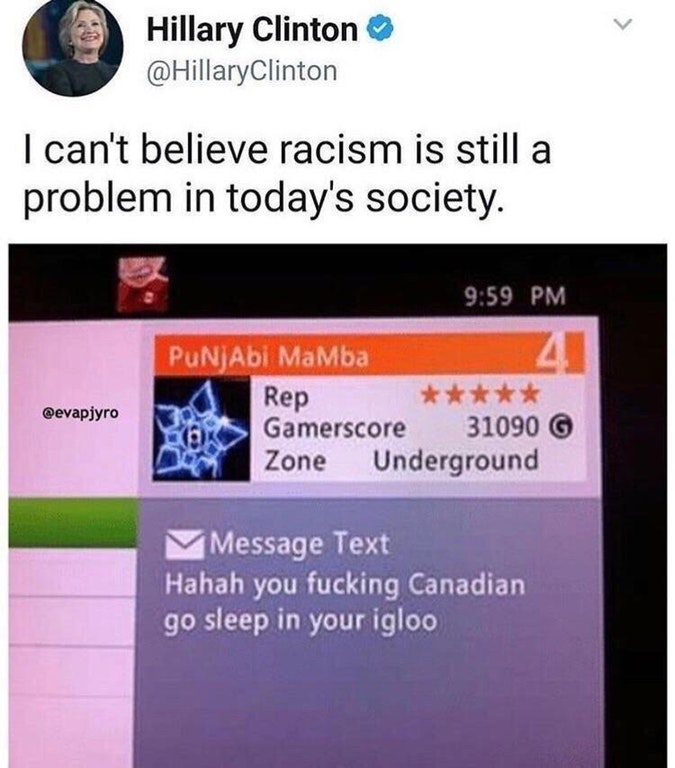 Hillary Clinton
@HillaryClinton
I can't believe racism is still a
problem in today's society.
9:59 PM
PuNjAbi MaMba 4
@evapjyro
Rep
Gamerscore 31090 G
Zone Underground
Message Text
Hahah you fucking Canadian
go sleep in your igloo